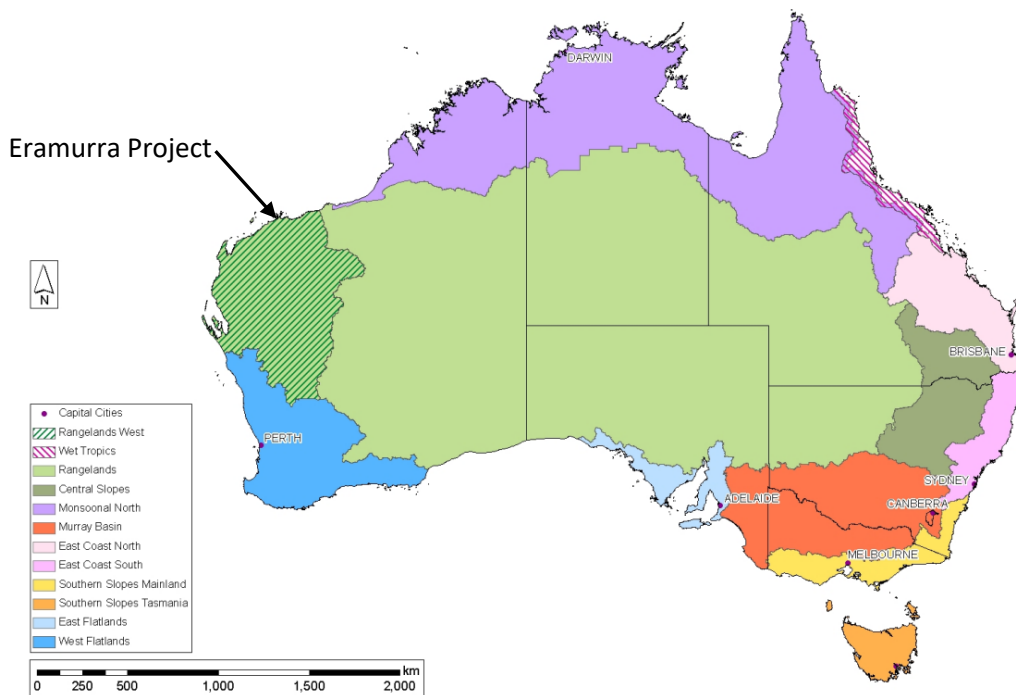 DARWIN
Eramurra Project
N
BRISBANE
PERTH
SYDNEY
ADELAIDE
CANBERRA
MELBOURNE
Capital Cities
Rangelands West
Wet Tropics
Rangelands
Central Slopes
Monsoonal North
Murray Basin
East Coast North
East Coast South
Southern Slopes Mainland
Southern Slopes Tasmania
East Flatlands
West Flatlands
km
0 250 500 1,000 1,500 2,000